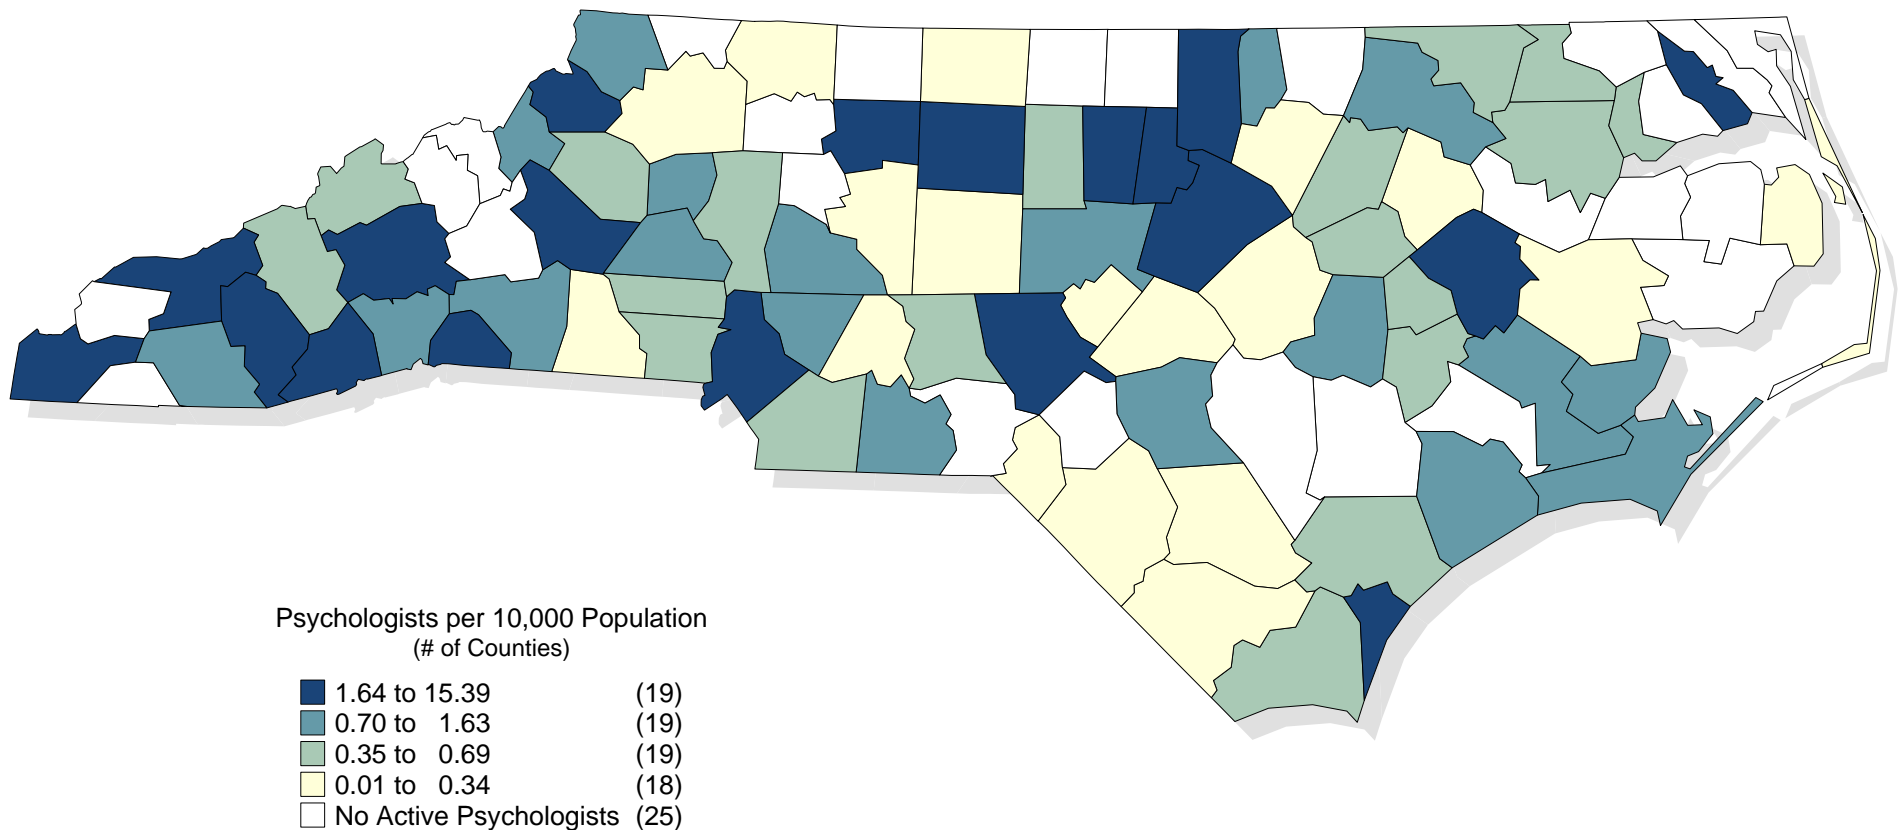 Psychologists per 10,000 Population
(# of Counties)
1.64 to 15.39 (19)
0.70 to 1.63 (19)
0.35 to 0.69 (19)
0.01 to 0.34 (18)
No Active Psychologists (25)